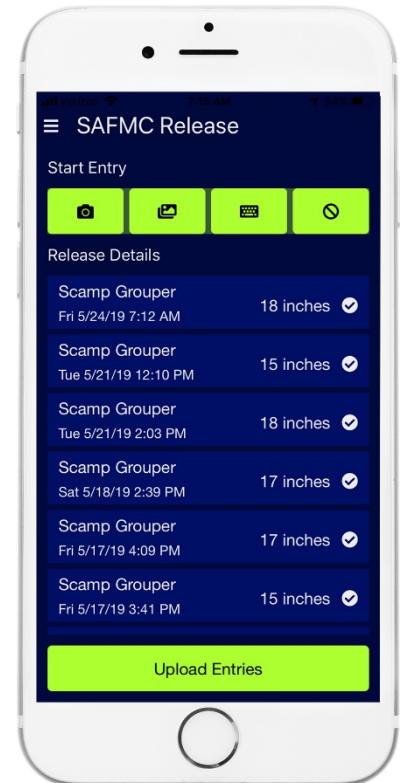 7:15 AM
SAFMC Release
Start Entry
Release Details
Scamp Grouper
Fri 5/24/19 7:12 AM
18 inches
Scamp Grouper
Tue 5/21/19 12:10 PM
15 inches
Scamp Grouper
Tue 5/21/19 2:03 PM
18 inches
Scamp Grouper
Sat 5/18/19 2:39 PM
17 inches
Scamp Grouper
Fri 5/17/19 4:09 PM
17 inches
Scamp Grouper
Fri 5/17/19 3:41 PM
15 inches
Upload Entries